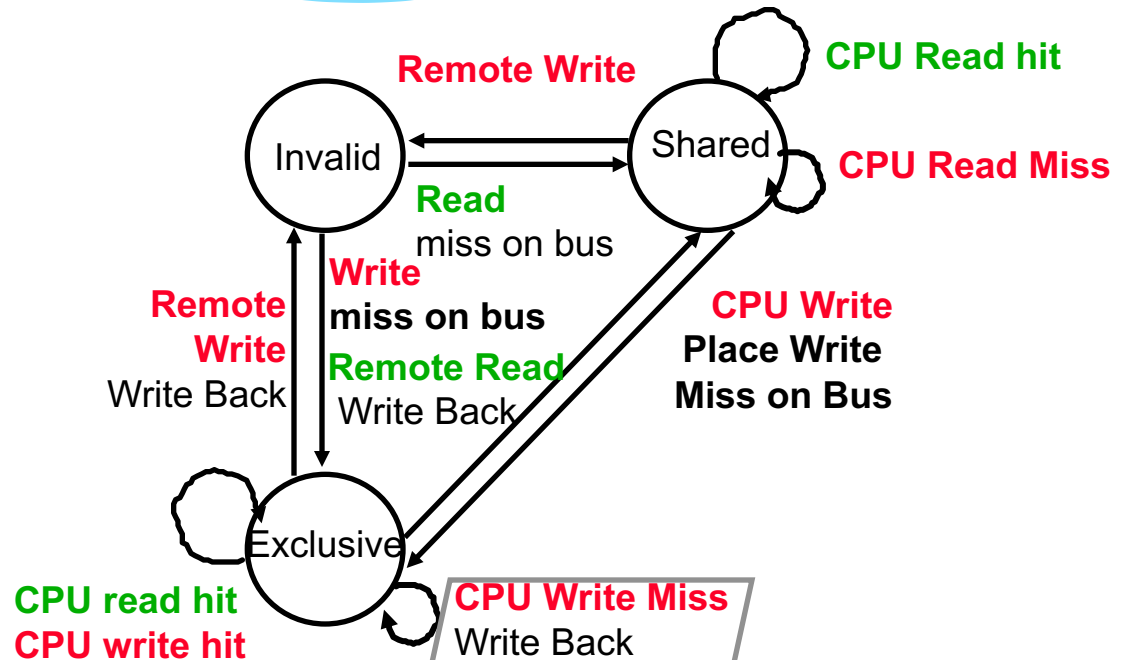 Remote Write
CPU Read hit
Invalid
Shared
CPU Read Miss
Read
miss on bus
Write
miss on bus
Remote
Write
Write Back
Remote Read
Write Back
CPU Write
Place Write
Miss on Bus
Exclusive
CPU read hit
CPU write hit
CPU Write Miss
Write Back